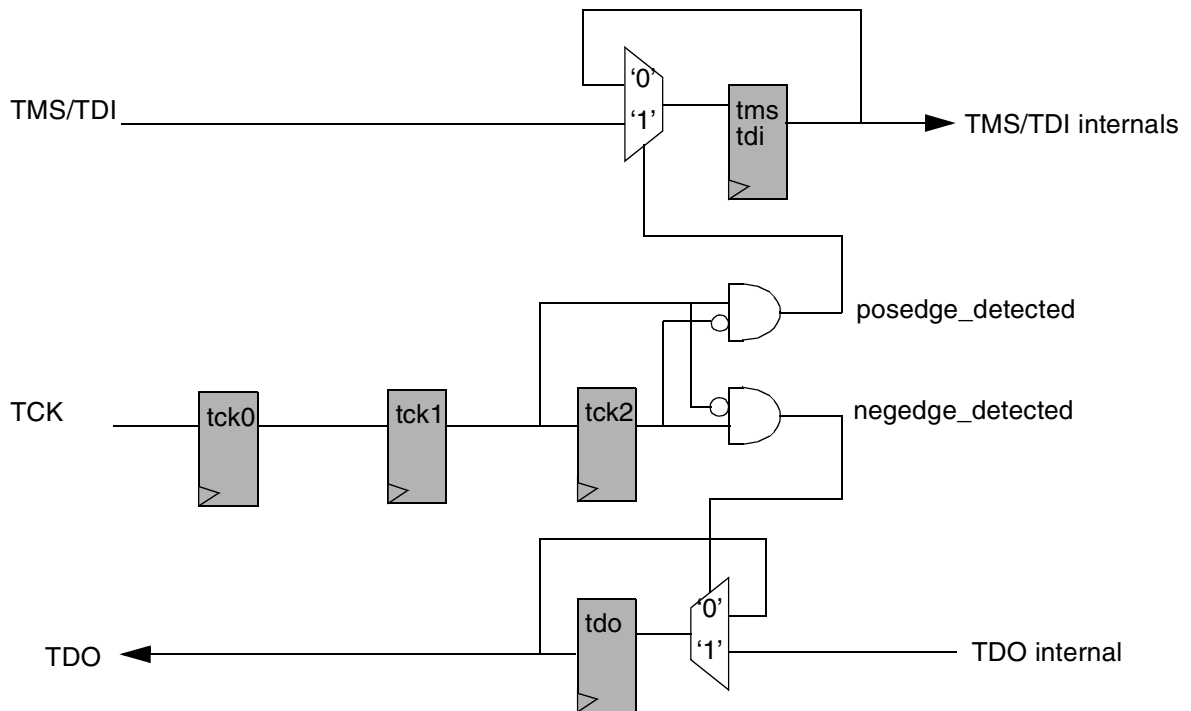 ‘0’
TMS/TDI
‘1’
tms
tdi
TMS/TDI internals
posedge_detected
TCK
tck0
tck1
tck2
negedge_detected
‘0’
tdo
‘1’
TDO
TDO internal